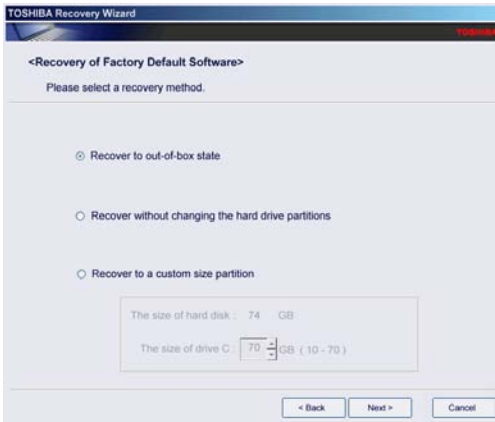 TOSHIBA Recovery Wizard
TOSHIBA
<Recovery of Factory Default Software>
Please select a recovery method.
Recover to out-of-box state
Recover without changing the hard drive partitions
Recover to a custom size partition
The size of hard disk : 74 GB
The size of drive C : 70 GB ( 10 - 70 )
< Back Next > Cancel